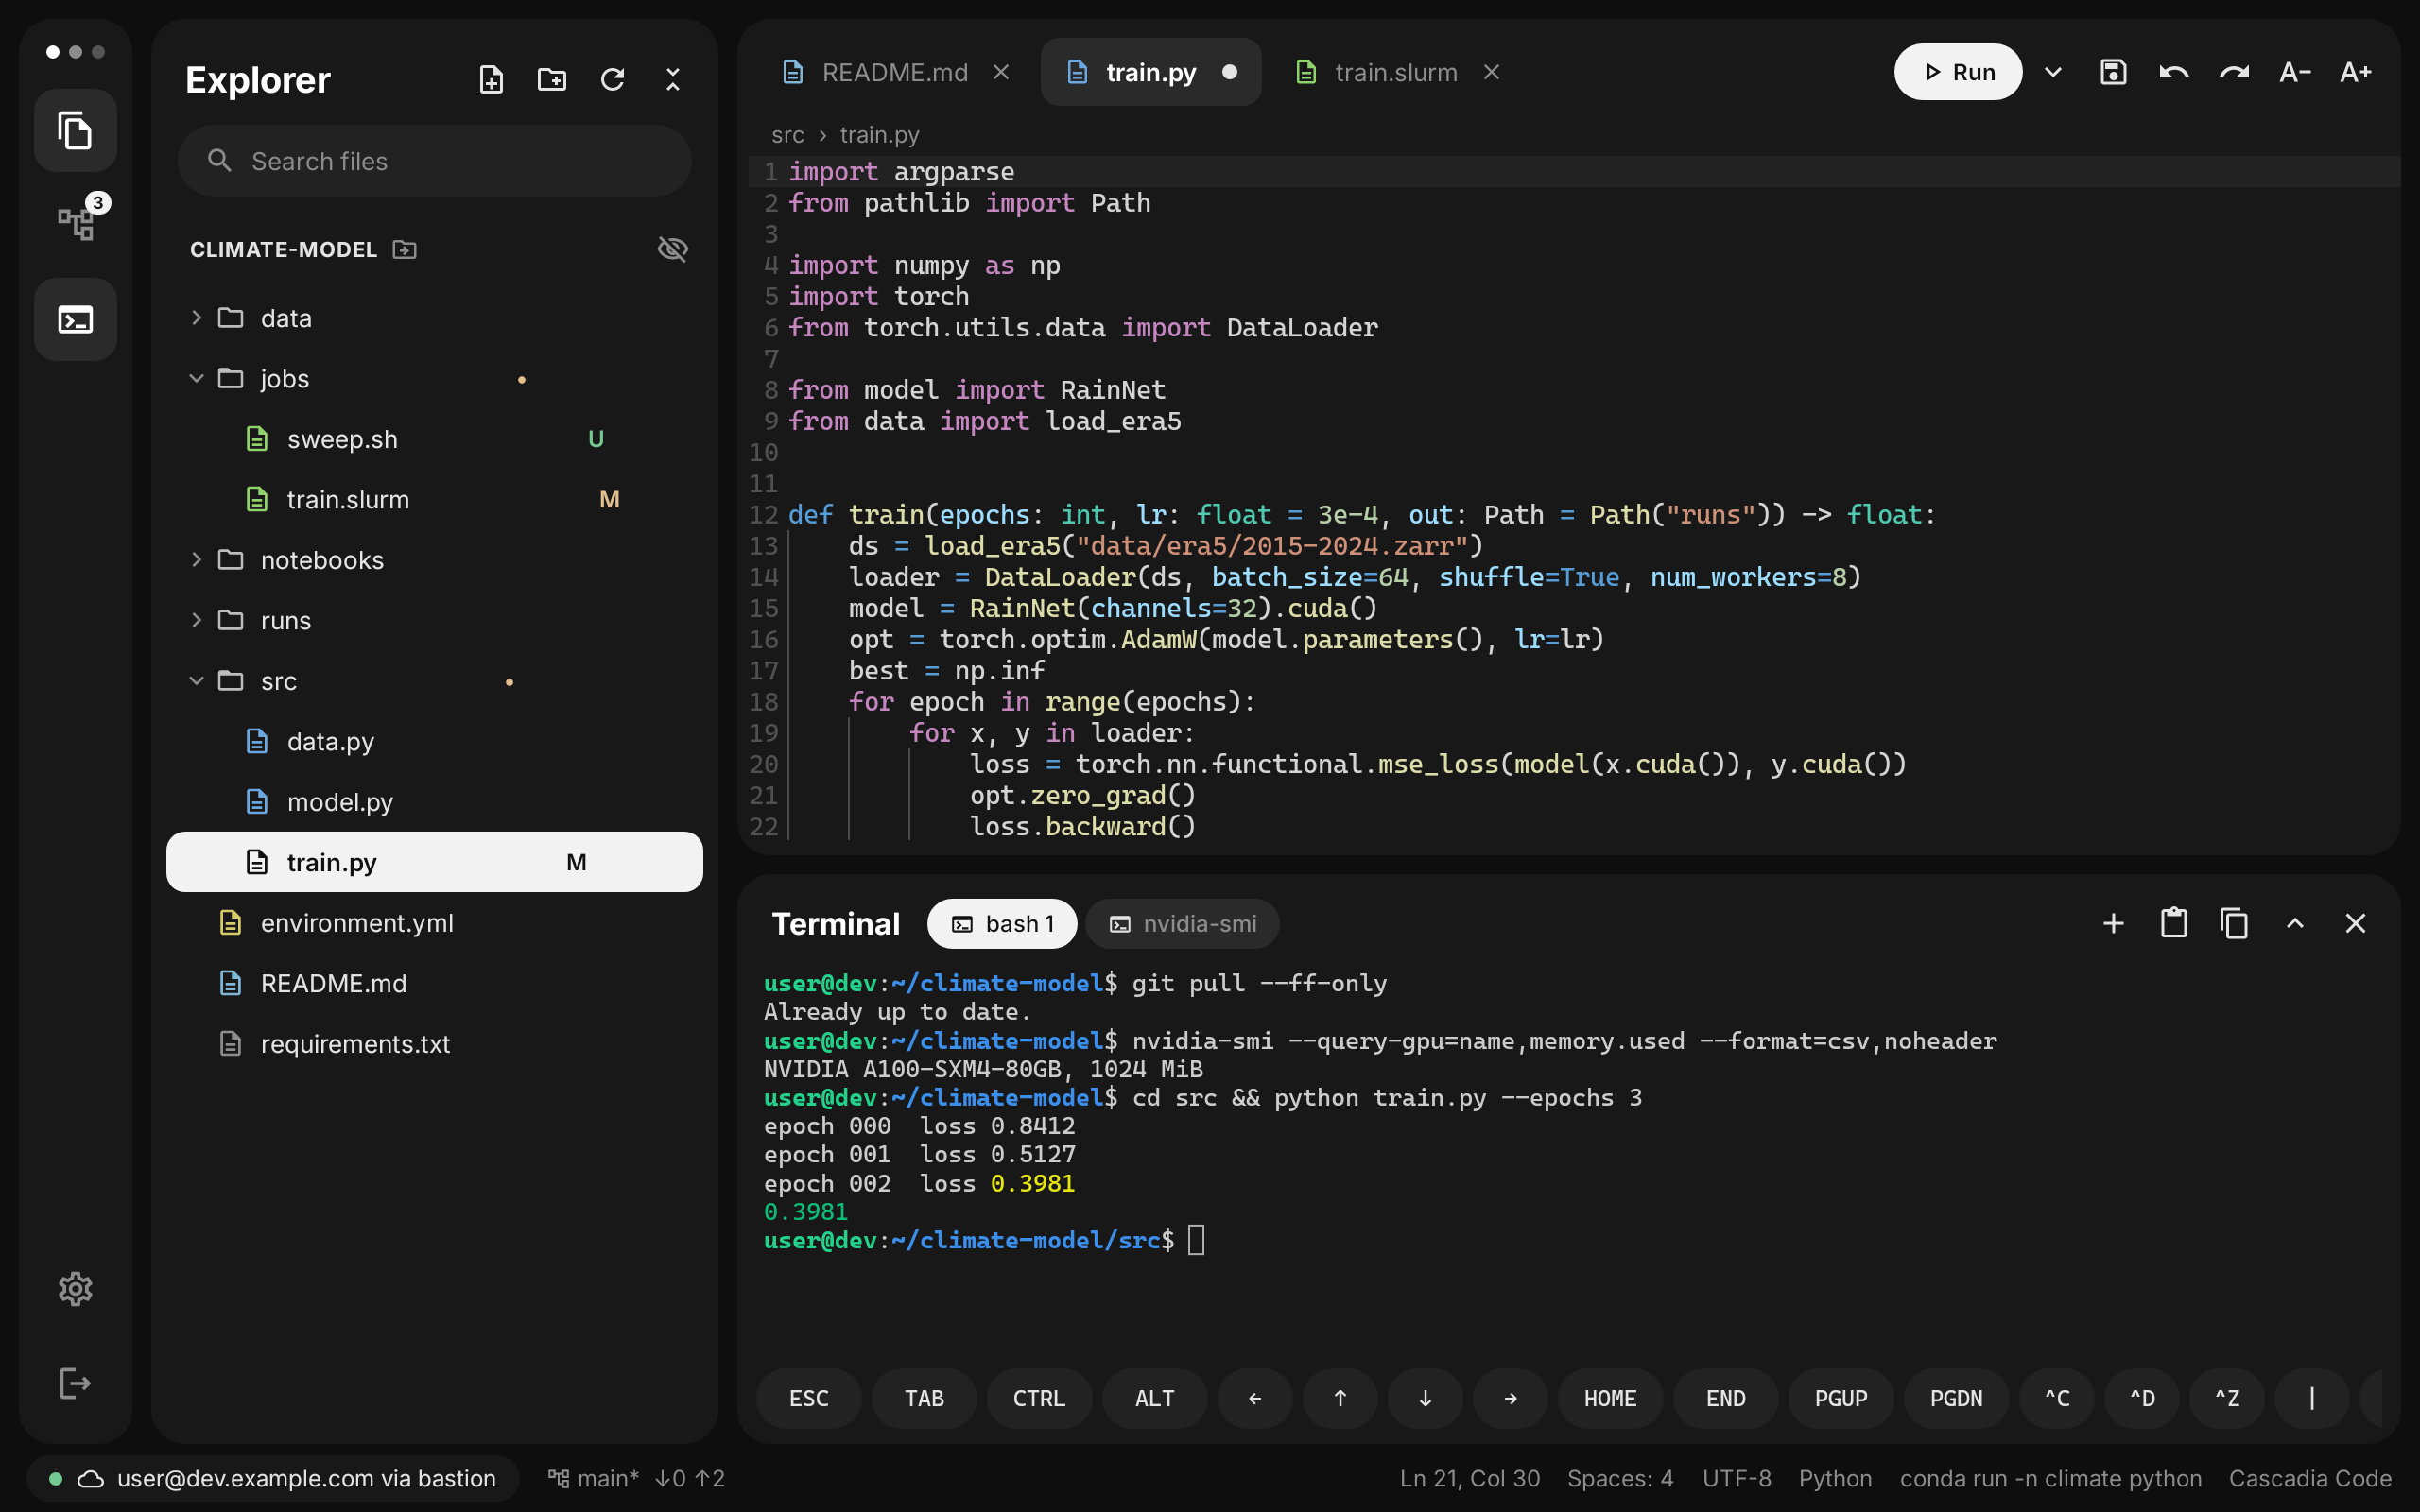 Explorer
Search files
3
CLIMATE-MODEL
data
jobs
sweep.sh U
train.slurm M
notebooks
runs
src
data.py
model.py
train.py M
environment.yml
README.md
requirements.txt
README.md
train.py
train.slurm
Run
A-
A+
src › train.py
1 import argparse
2 from pathlib import Path
3
4 import numpy as np
5 import torch
6 from torch.utils.data import DataLoader
7
8 from model import RainNet
9 from data import load_era5
10
11
12 def train(epochs: int, lr: float = 3e-4, out: Path = Path("runs")) -> float:
13     ds = load_era5("data/era5/2015-2024.zarr")
14     loader = DataLoader(ds, batch_size=64, shuffle=True, num_workers=8)
15     model = RainNet(channels=32).cuda()
16     opt = torch.optim.AdamW(model.parameters(), lr=lr)
17     best = np.inf
18     for epoch in range(epochs):
19         for x, y in loader:
20             loss = torch.nn.functional.mse_loss(model(x.cuda()), y.cuda())
21             opt.zero_grad()
22             loss.backward()
Terminal
bash 1
nvidia-smi
user@dev:~/climate-model$ git pull --ff-only
Already up to date.
user@dev:~/climate-model$ nvidia-smi --query-gpu=name,memory.used --format=csv,noheader
NVIDIA A100-SXM4-80GB, 1024 MiB
user@dev:~/climate-model$ cd src && python train.py --epochs 3
epoch 000  loss 0.8412
epoch 001  loss 0.5127
epoch 002  loss 0.3981
0.3981
user@dev:~/climate-model/src$
ESC TAB CTRL ALT ← ↑ ↓ → HOME END PGUP PGDN ^C ^D ^Z |
user@dev.example.com via bastion
main* ↓0 ↑2
Ln 21, Col 30
Spaces: 4
UTF-8
Python
conda run -n climate python
Cascadia Code